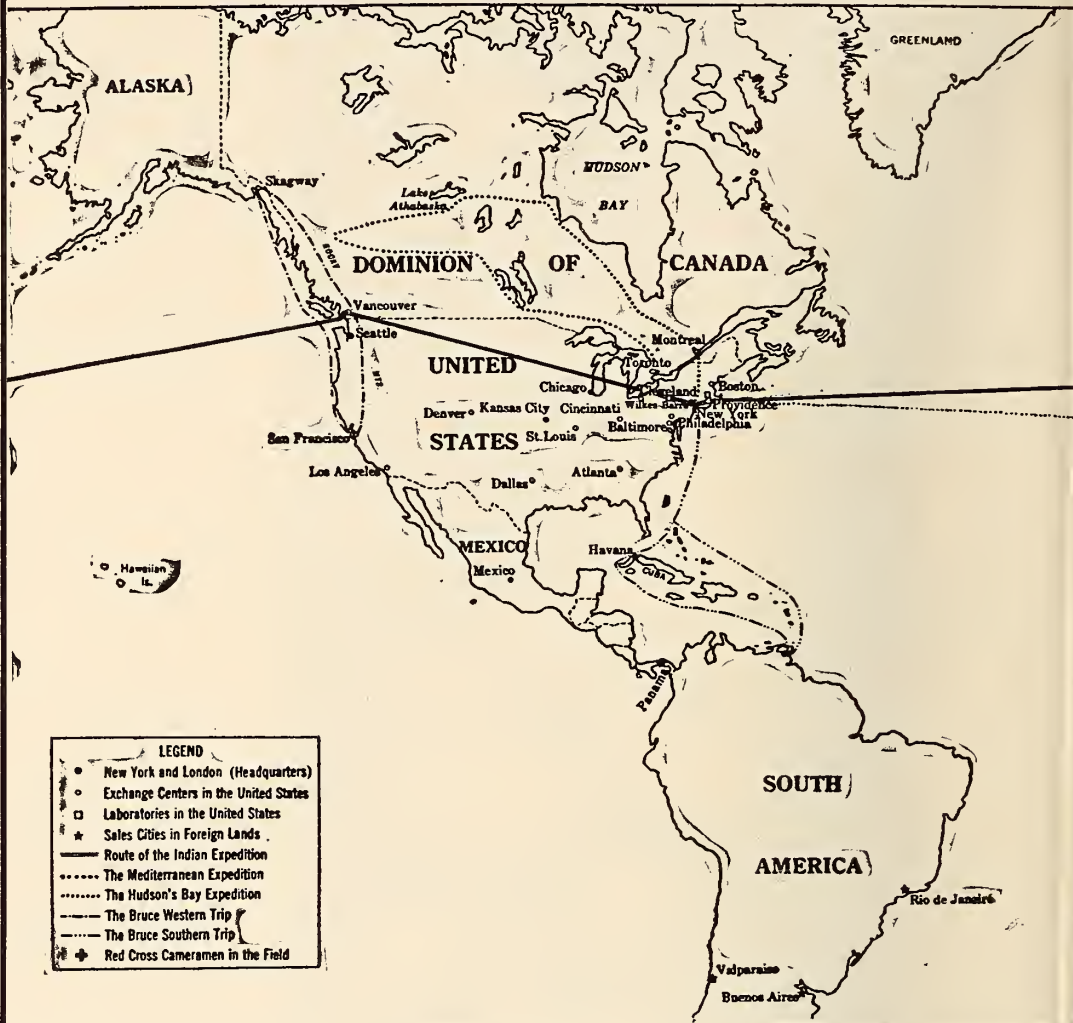 GREENLAND
ALASKA
HUDSON
BAY
Skagway
Lake
Athabaska
ROCKY
DOMINION OF CANADA
Vancouver
Seattle
MTS.
Montreal
Toronto
UNITED
STATES
Chicago
Cleveland
Boston
Wilkes-Barre
Providence
New York
Denver
Kansas City
Cincinnati
Baltimore
Philadelphia
San Francisco
St. Louis
Los Angeles
Dallas
Atlanta
MEXICO
Mexico
Havana
CUBA
Hawaiian
Is.
Panama
SOUTH
AMERICA
Rio de Janeiro
Valparaiso
Buenos Aires
LEGEND
New York and London (Headquarters)
Exchange Centers in the United States
Laboratories in the United States
Sales Cities in Foreign Lands
Route of the Indian Expedition
The Mediterranean Expedition
The Hudson's Bay Expedition
The Bruce Western Trip
The Bruce Southern Trip
Red Cross Cameramen in the Field